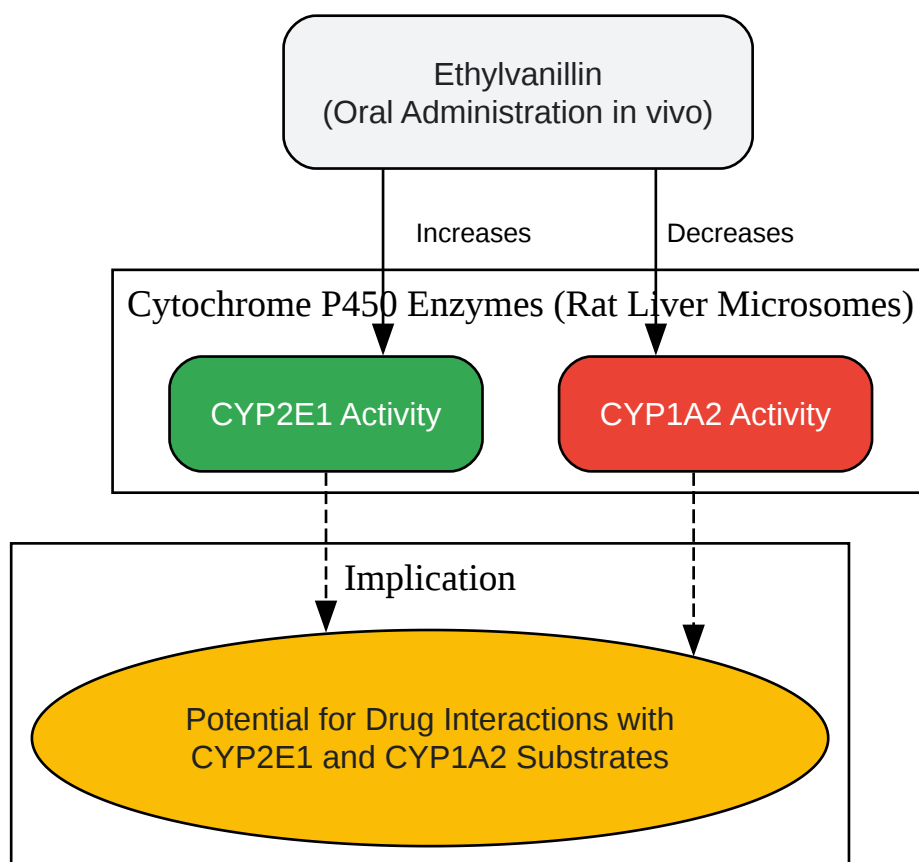 Ethylvanillin
(Oral Administration in vivo)
Increases
Decreases
Cytochrome P450 Enzymes (Rat Liver Microsomes)
CYP2E1 Activity
CYP1A2 Activity
Implication
Potential for Drug Interactions with
CYP2E1 and CYP1A2 Substrates